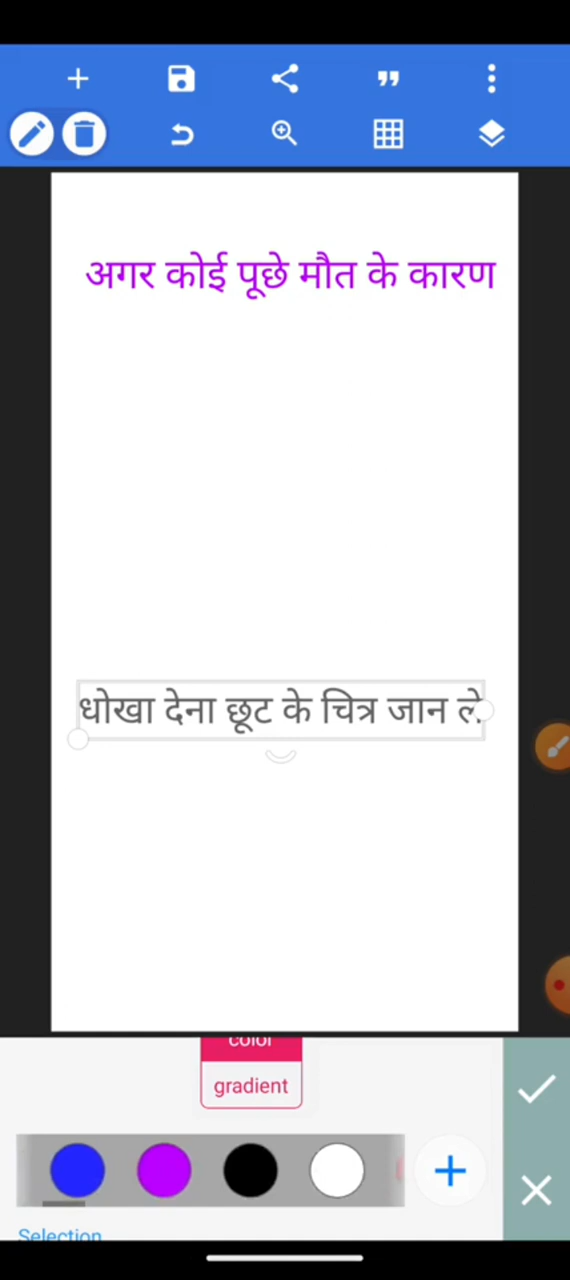 अगर कोई पूछे मौत के कारण
धोखा देना छूट के चित्र जान ले
color
gradient
Selection